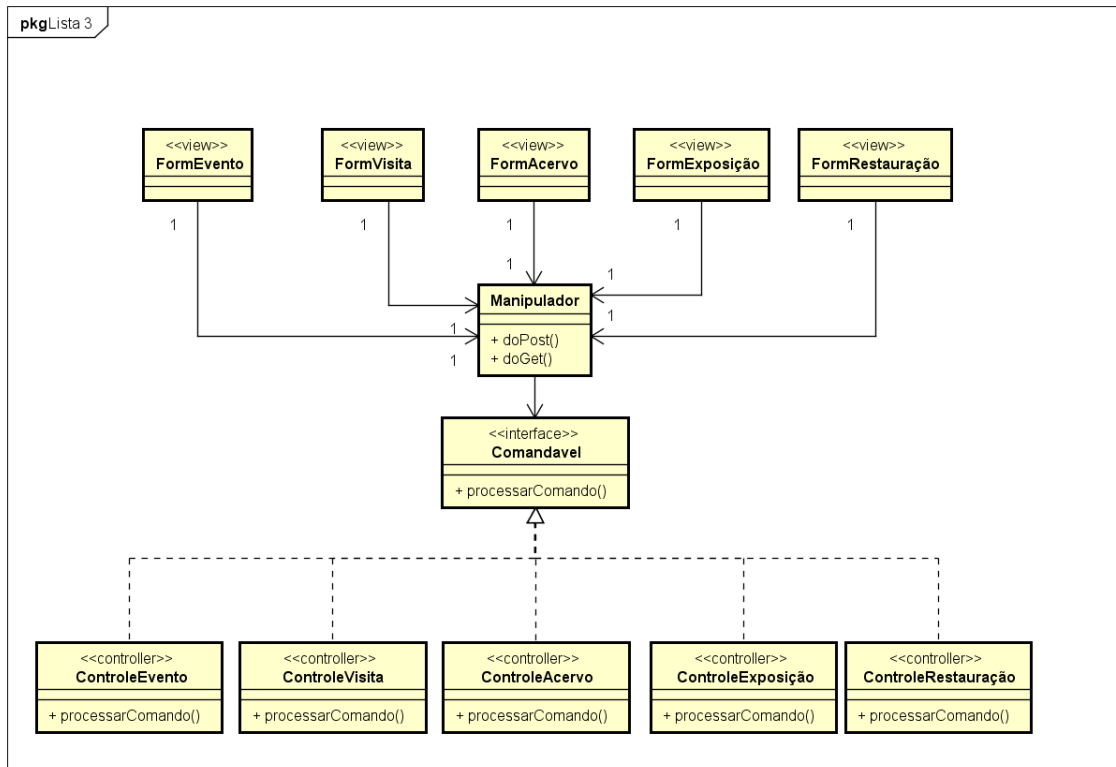 pkg Lista 3
<<view>>
FormEvento
<<view>>
FormVisita
<<view>>
FormAcervo
<<view>>
FormExposição
<<view>>
FormRestauração
1
1
1
1
1
1
1
1
1
1
Manipulador
+ doPost()
+ doGet()
<<interface>>
Comandavel
+ processarComando()
<<controller>>
ControleEvento
+ processarComando()
<<controller>>
ControleVisita
+ processarComando()
<<controller>>
ControleAcervo
+ processarComando()
<<controller>>
ControleExposição
+ processarComando()
<<controller>>
ControleRestauração
+ processarComando()